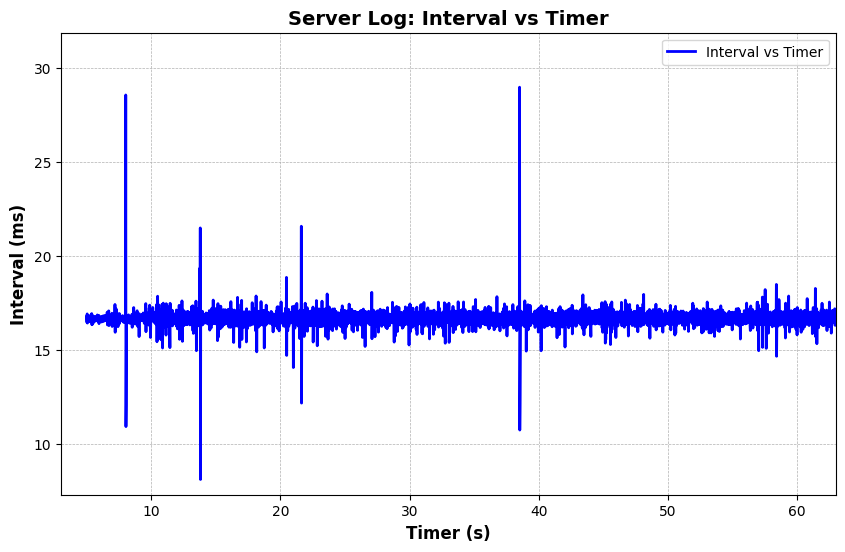 Server Log: Interval vs Timer
Interval vs Timer
30
25
20
15
10
Interval (ms)
10 20 30 40 50 60
Timer (s)